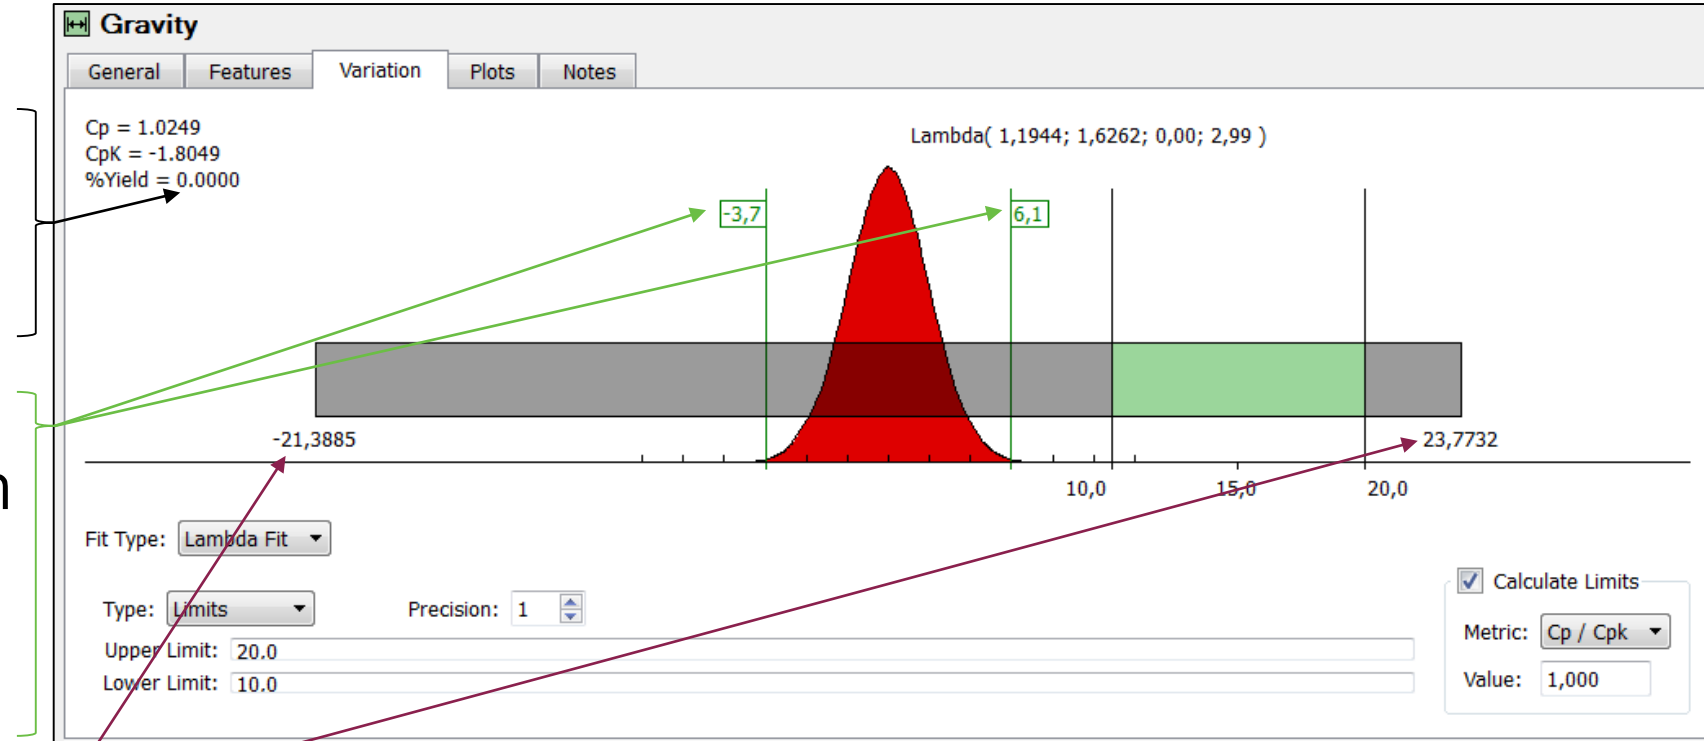 Gravity
General Features Variation Plots Notes
Cp = 1.0249
CpK = -1.8049
%Yield = 0.0000
Lambda( 1,1944; 1,6262; 0,00; 2,99 )
-3,7 6,1
-21,3885 23,7732
10,0 15,0 20,0
n
Fit Type: Lambda Fit
Type: Limits Precision: 1
Upper Limit: 20.0
Lower Limit: 10.0
Calculate Limits
Metric: Cp / Cpk
Value: 1,000